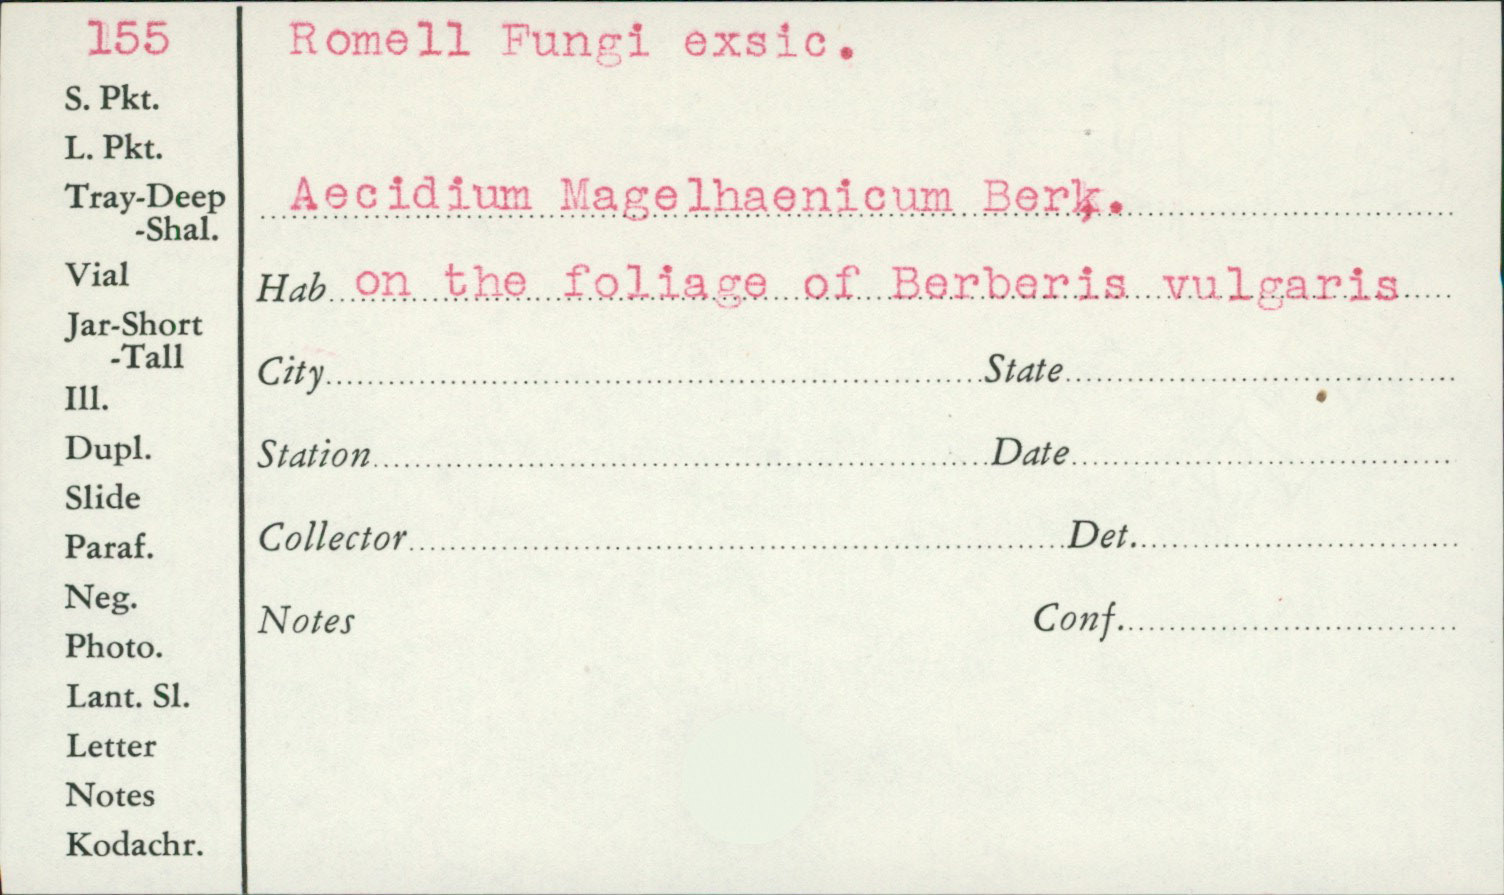 155
Romell Fungi exsic.
S. Pkt.
L. Pkt.
Tray-Deep
-Shal.
Vial
Jar-Short
-Tall
Ill.
Dupl.
Slide
Paraf.
Neg.
Photo.
Lant. Sl.
Letter
Notes
Kodachr.
Aecidium Magelhaenicum Berk.
Hab on the foliage of Berberis vulgaris
City State
Station Date
Collector Det.
Notes Conf.